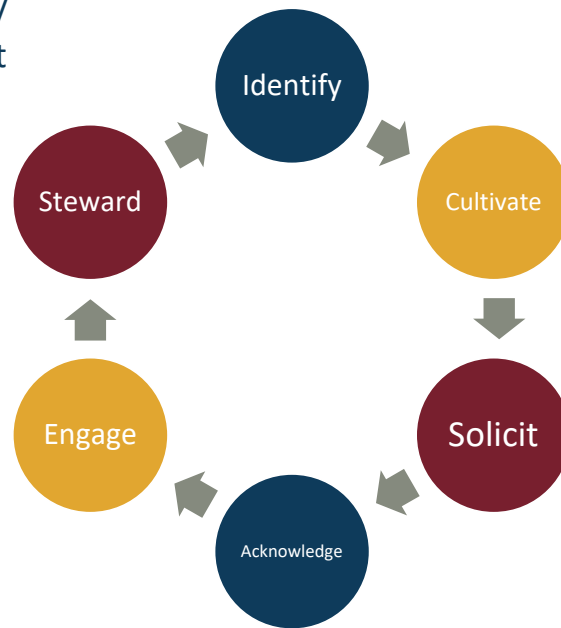 Identify
Cultivate
Solicit
Acknowledge
Engage
Steward